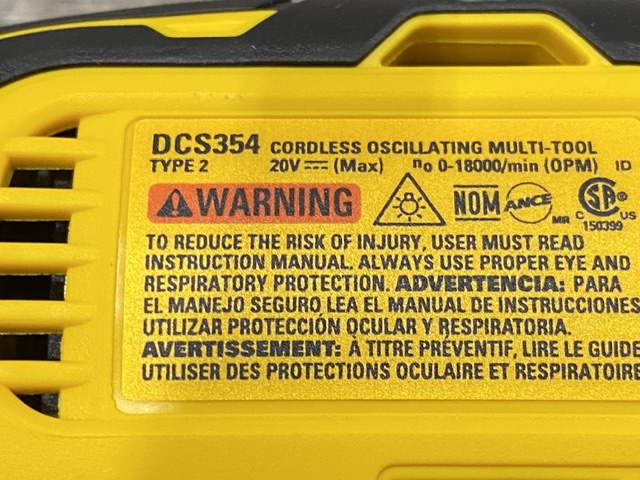 DCS354 CORDLESS OSCILLATING MULTI-TOOL
TYPE 2 20V⎓ (Max) no 0-18000/min (OPM) ID
WARNING NOM ANCE MR C SA US
150399
TO REDUCE THE RISK OF INJURY, USER MUST READ
INSTRUCTION MANUAL. ALWAYS USE PROPER EYE AND
RESPIRATORY PROTECTION. ADVERTENCIA: PARA
EL MANEJO SEGURO LEA EL MANUAL DE INSTRUCCIONES
UTILIZAR PROTECCIÓN OCULAR Y RESPIRATORIA.
AVERTISSEMENT: À TITRE PRÉVENTIF, LIRE LE GUIDE
UTILISER DES PROTECTIONS OCULAIRE ET RESPIRATOIRE